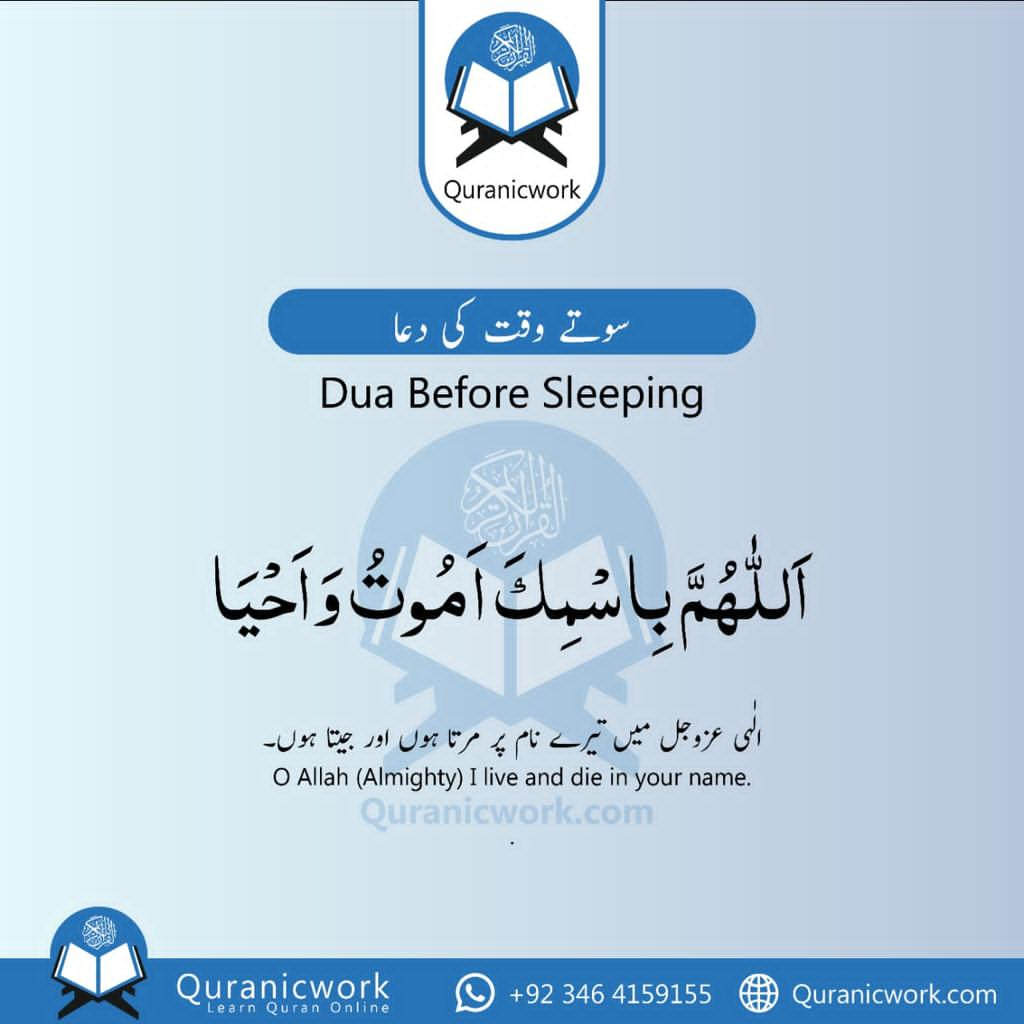 Quranicwork
سوتے وقت کی دعا
Dua Before Sleeping
اَللّٰهُمَّ بِاسْمِكَ اَمُوتُ وَاَحْيَا
الٰہی عزوجل میں تیرے نام پر مرتا ہوں اور جیتا ہوں۔
O Allah (Almighty) I live and die in your name.
Quranicwork.com
.
Quranicwork
Learn Quran Online
+92 346 4159155
Quranicwork.com